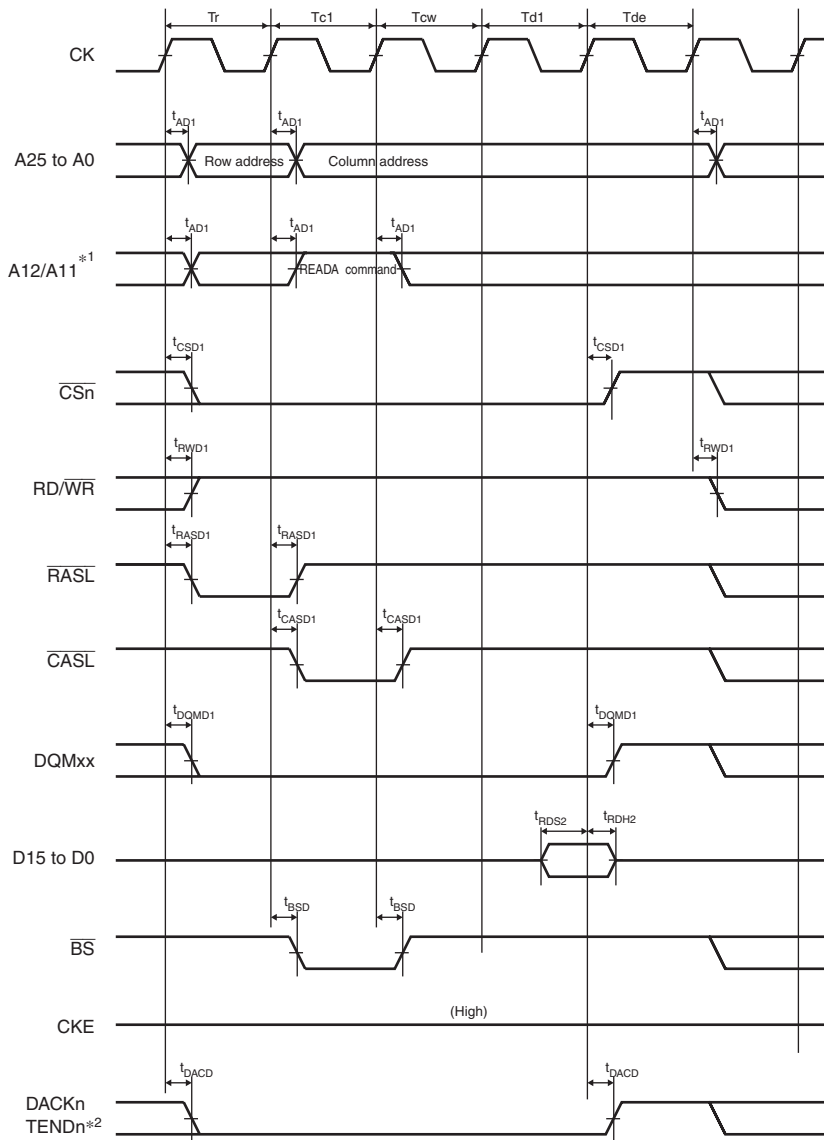 Tr Tc1 Tcw Td1 Tde
CK
tAD1 tAD1 tAD1
A25 to A0 Row address Column address
tAD1 tAD1 tAD1
A12/A11*1 READA command
tCSD1 tCSD1
CSn
tRWD1 tRWD1
RD/WR
tRASD1 tRASD1
RASL
tCASD1 tCASD1
CASL
tDQMD1 tDQMD1
DQMxx
tRDS2 tRDH2
D15 to D0
tBSD tBSD
BS
(High)
CKE
tDACD tDACD
DACKn
TENDn*2